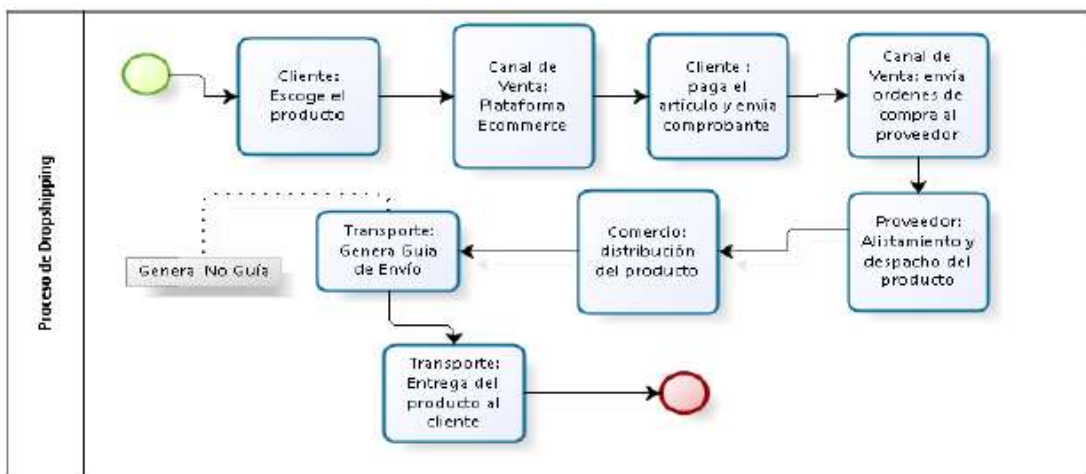 Proceso de Dropshipping
Cliente:
Escoge el
producto
Canal de
Venta:
Plataforma
Ecommerce
Cliente :
paga el
artículo y envia
comprobante
Canal de
Venta: envía
ordenes de
compra al
proveedor
Proveedor:
Alistamiento y
despacho del
producto
Comercio:
distribución
del producto
Transporte:
Genera Guia
de Envío
Genera No Guía
Transporte:
Entrega del
producto al
cliente